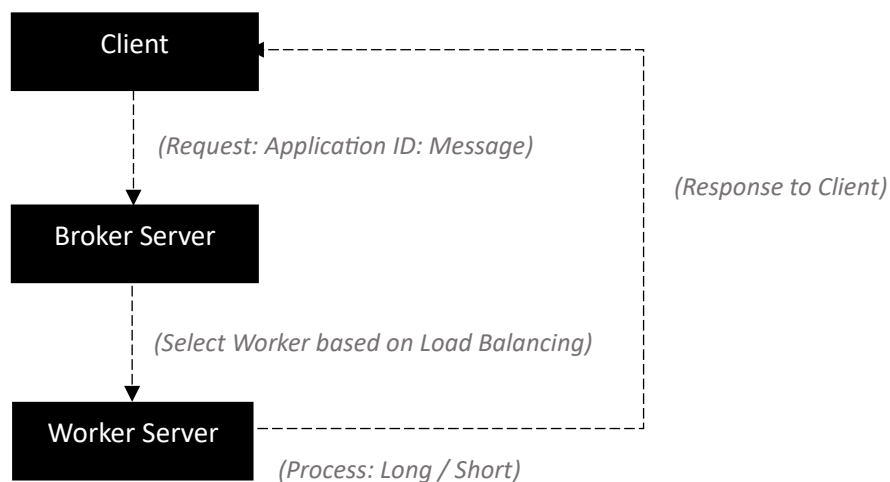 Client
(Request: Application ID: Message)
(Response to Client)
Broker Server
(Select Worker based on Load Balancing)
Worker Server
(Process: Long / Short)